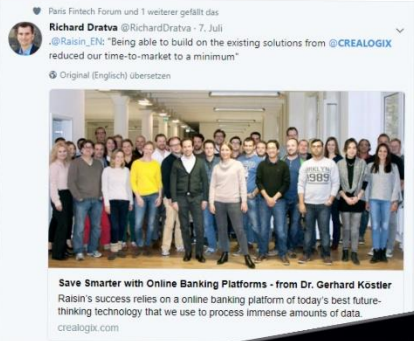 Paris Fintech Forum und 1 weiterer gefällt das
Richard Dratva @RichardDratva · 7. Juli
.@Raisin_EN: "Being able to build on the existing solutions from @CREALOGIX
reduced our time-to-market to a minimum"
Original (Englisch) übersetzen
1989
Save Smarter with Online Banking Platforms - from Dr. Gerhard Köstler
Raisin's success relies on a online banking platform of today's best future-
thinking technology that we use to process immense amounts of data.
crealogix.com